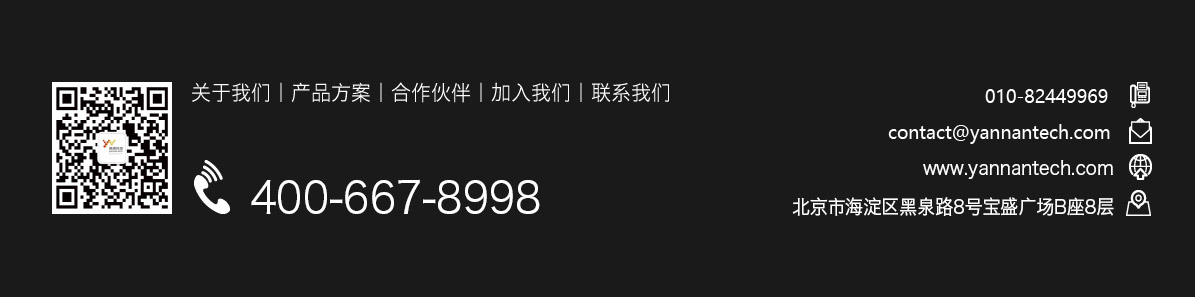 关于我们｜产品方案｜合作伙伴｜加入我们｜联系我们
400-667-8998
010-82449969
contact@yannantech.com
www.yannantech.com
北京市海淀区黑泉路8号宝盛广场B座8层